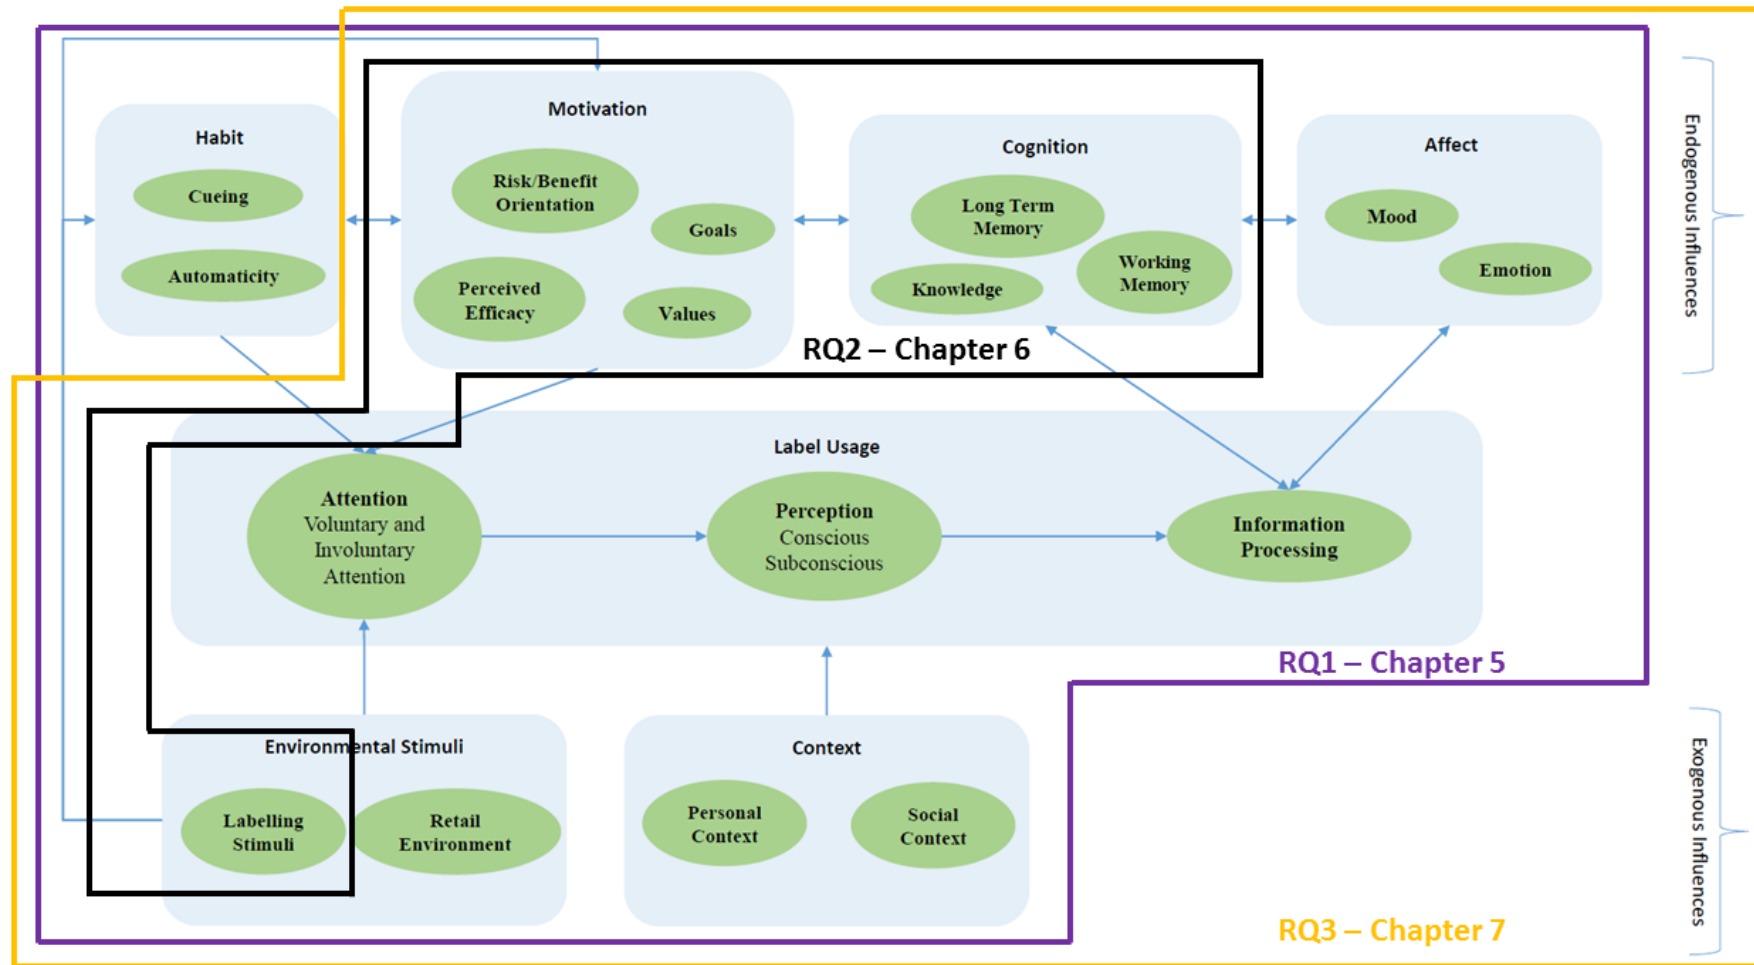 Habit
Cueing
Automaticity
Motivation
Risk/Benefit
Orientation
Goals
Perceived
Efficacy
Values
Cognition
Long Term
Memory
Working
Memory
Knowledge
Affect
Mood
Emotion
Endogenous Influences
RQ2 – Chapter 6
Label Usage
Attention
Voluntary and
Involuntary
Attention
Perception
Conscious
Subconscious
Information
Processing
RQ1 – Chapter 5
Environmental Stimuli
Labelling
Stimuli
Retail
Environment
Context
Personal
Context
Social
Context
Exogenous Influences
RQ3 – Chapter 7